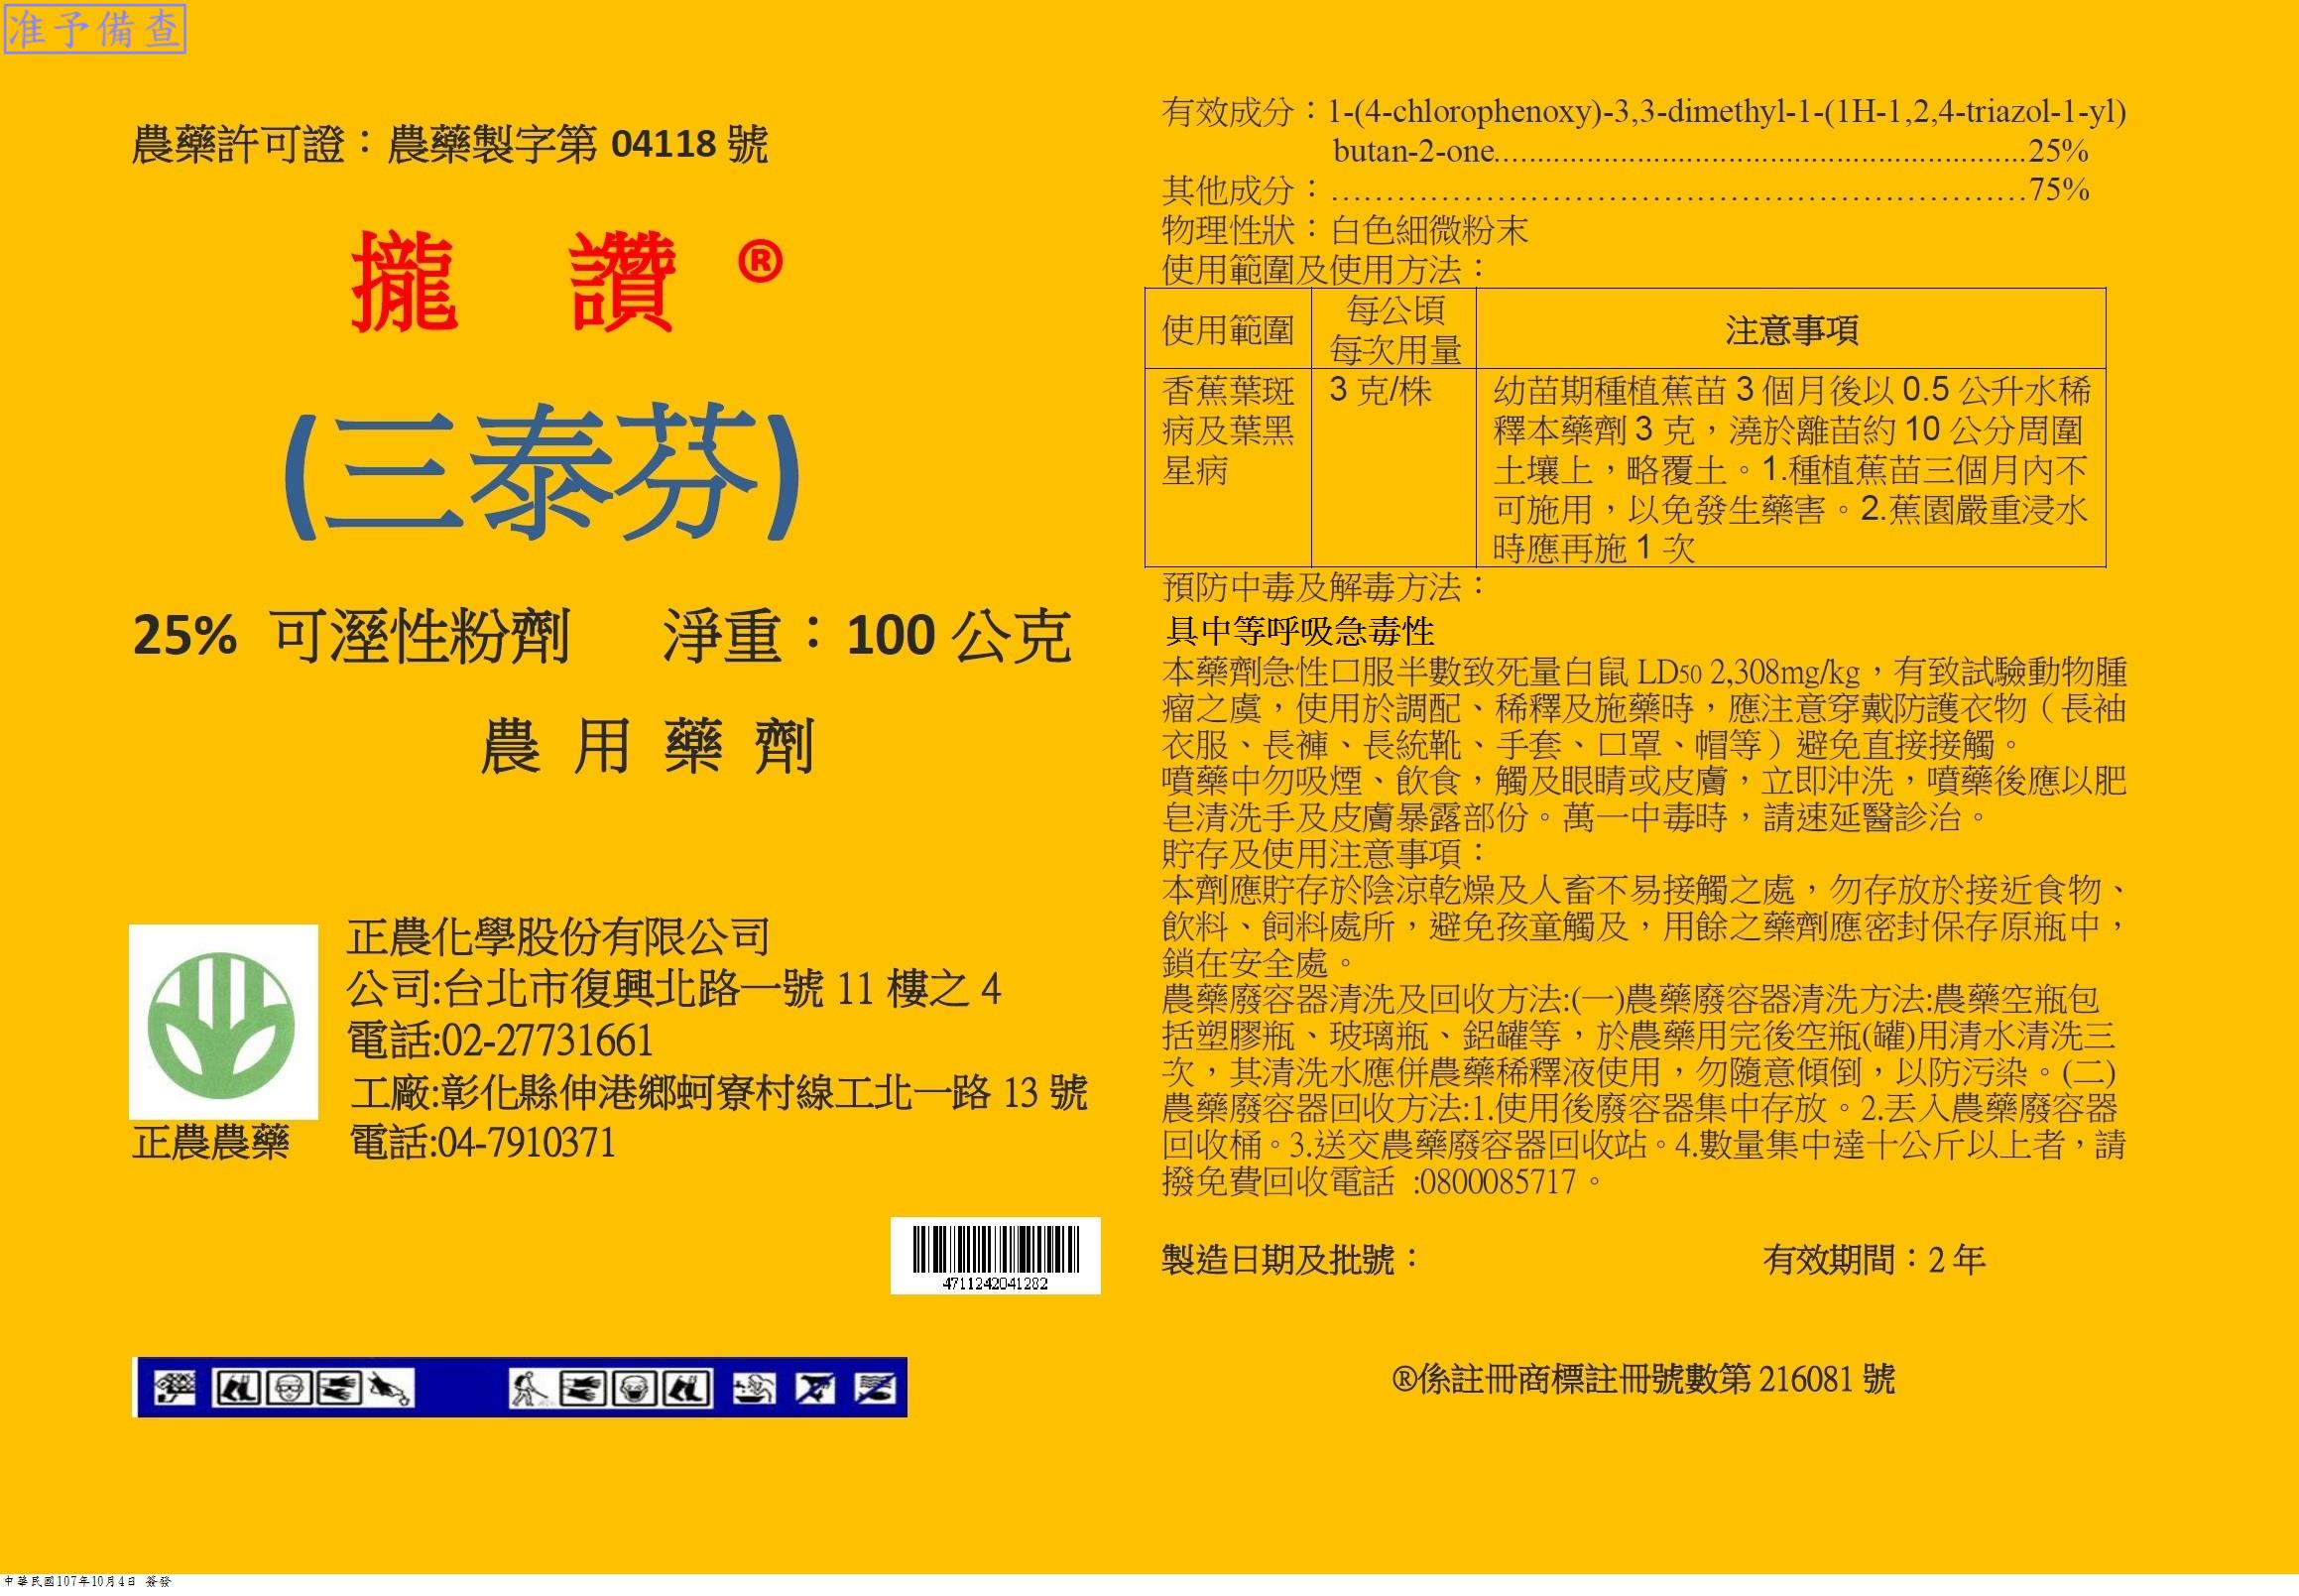 准予備查
農藥許可證：農藥製字第 04118 號
攏 讚 ®
(三泰芬)
25% 可溼性粉劑 淨重：100 公克
農用藥劑
正農化學股份有限公司
公司:台北市復興北路一號 11 樓之 4
電話:02-27731661
工廠:彰化縣伸港鄉蚵寮村線工北一路 13 號
正農農藥 電話:04-7910371
4711242041282
有效成分：1-(4-chlorophenoxy)-3,3-dimethyl-1-(1H-1,2,4-triazol-1-yl)
butan-2-one................................................................25%
其他成分：................................................................75%
物理性狀：白色細微粉末
使用範圍及使用方法：
使用範圍 每公頃 注意事項
每次用量
香蕉葉斑 3 克/株 幼苗期種植蕉苗 3 個月後以 0.5 公升水稀
病及葉黑 釋本藥劑 3 克，澆於離苗約 10 公分周圍
星病 土壤上，略覆土。1.種植蕉苗三個月內不
可施用，以免發生藥害。2.蕉園嚴重浸水
時應再施 1 次
預防中毒及解毒方法：
具中等呼吸急毒性
本藥劑急性口服半數致死量白鼠 LD50 2,308mg/kg，有致試驗動物腫
瘤之虞，使用於調配、稀釋及施藥時，應注意穿戴防護衣物（長袖
衣服、長褲、長統靴、手套、口罩、帽等）避免直接接觸。
噴藥中勿吸煙、飲食，觸及眼睛或皮膚，立即沖洗，噴藥後應以肥
皂清洗手及皮膚暴露部份。萬一中毒時，請速延醫診治。
貯存及使用注意事項：
本劑應貯存於陰涼乾燥及人畜不易接觸之處，勿存放於接近食物、
飲料、飼料處所，避免孩童觸及，用餘之藥劑應密封保存原瓶中，
鎖在安全處。
農藥廢容器清洗及回收方法:(一)農藥廢容器清洗方法:農藥空瓶包
括塑膠瓶、玻璃瓶、鋁罐等，於農藥用完後空瓶(罐)用清水清洗三
次，其清洗水應併農藥稀釋液使用，勿隨意傾倒，以防污染。(二)
農藥廢容器回收方法:1.使用後廢容器集中存放。2.丟入農藥廢容器
回收桶。3.送交農藥廢容器回收站。4.數量集中達十公斤以上者，請
撥免費回收電話 :0800085717。
製造日期及批號： 有效期間：2 年
®係註冊商標註冊號數第 216081 號
中華民國107年10月4日 簽發